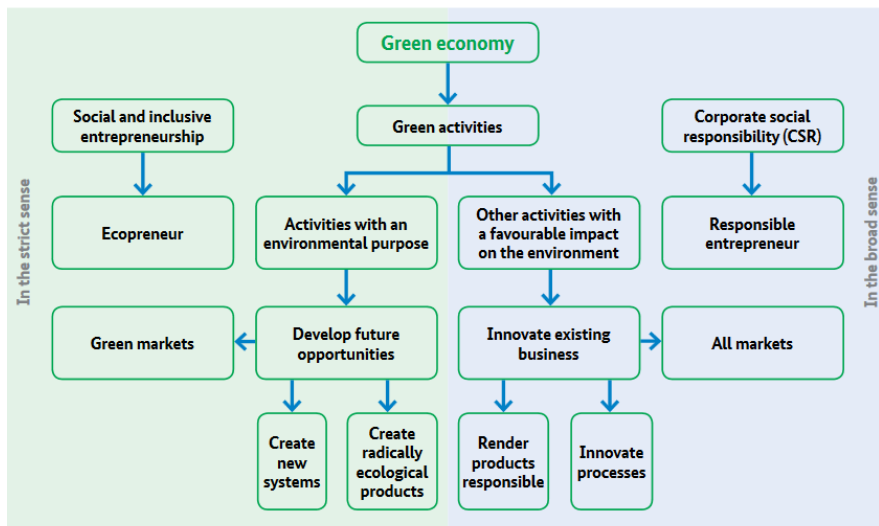 Green economy
Social and inclusive
entrepreneurship
Green activities
Corporate social
responsibility (CSR)
In the strict sense
Ecopreneur
Activities with an
environmental purpose
Other activities with
a favourable impact
on the environment
Responsible
entrepreneur
In the broad sense
Green markets
Develop future
opportunities
Innovate existing
business
All markets
Create
new
systems
Create
radically
ecological
products
Render
products
responsible
Innovate
processes